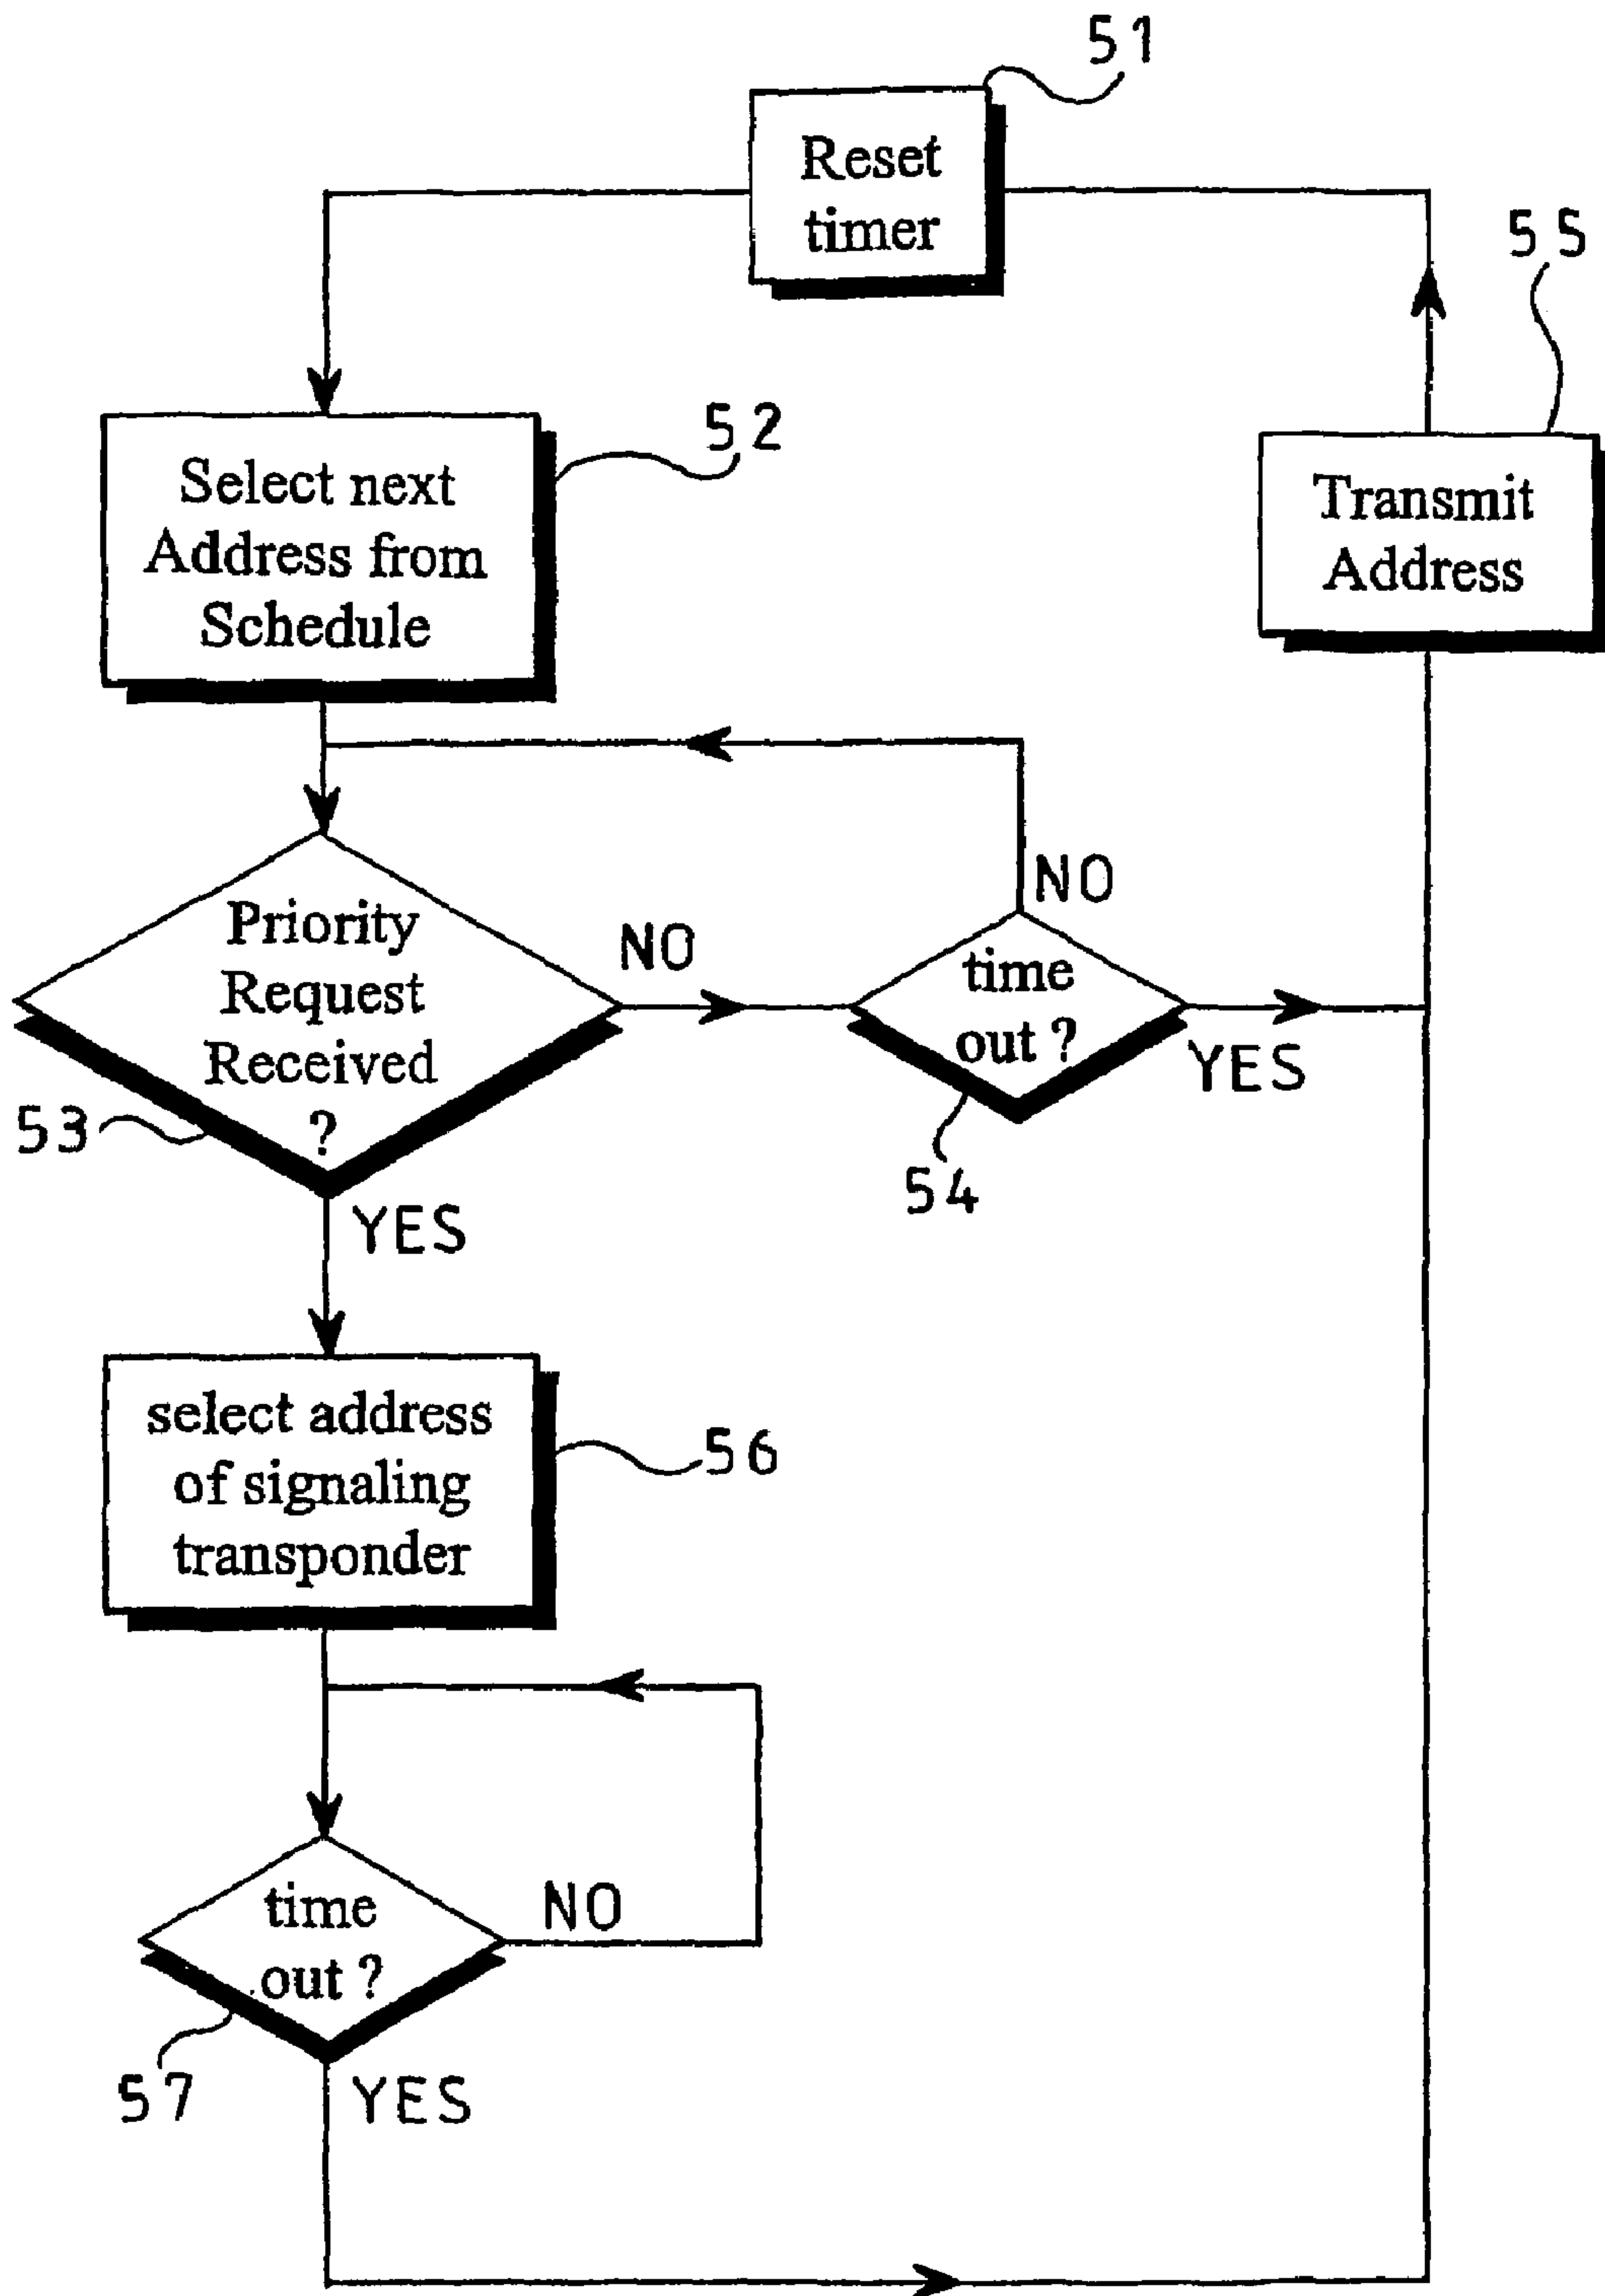 51
Reset
timer
55
52
Select next
Address from
Schedule
Transmit
Address
NO
Priority
Request
Received
?
NO
time
out ?
YES
53
54
YES
select address
of signaling
transponder
56
time
out ?
NO
57
YES